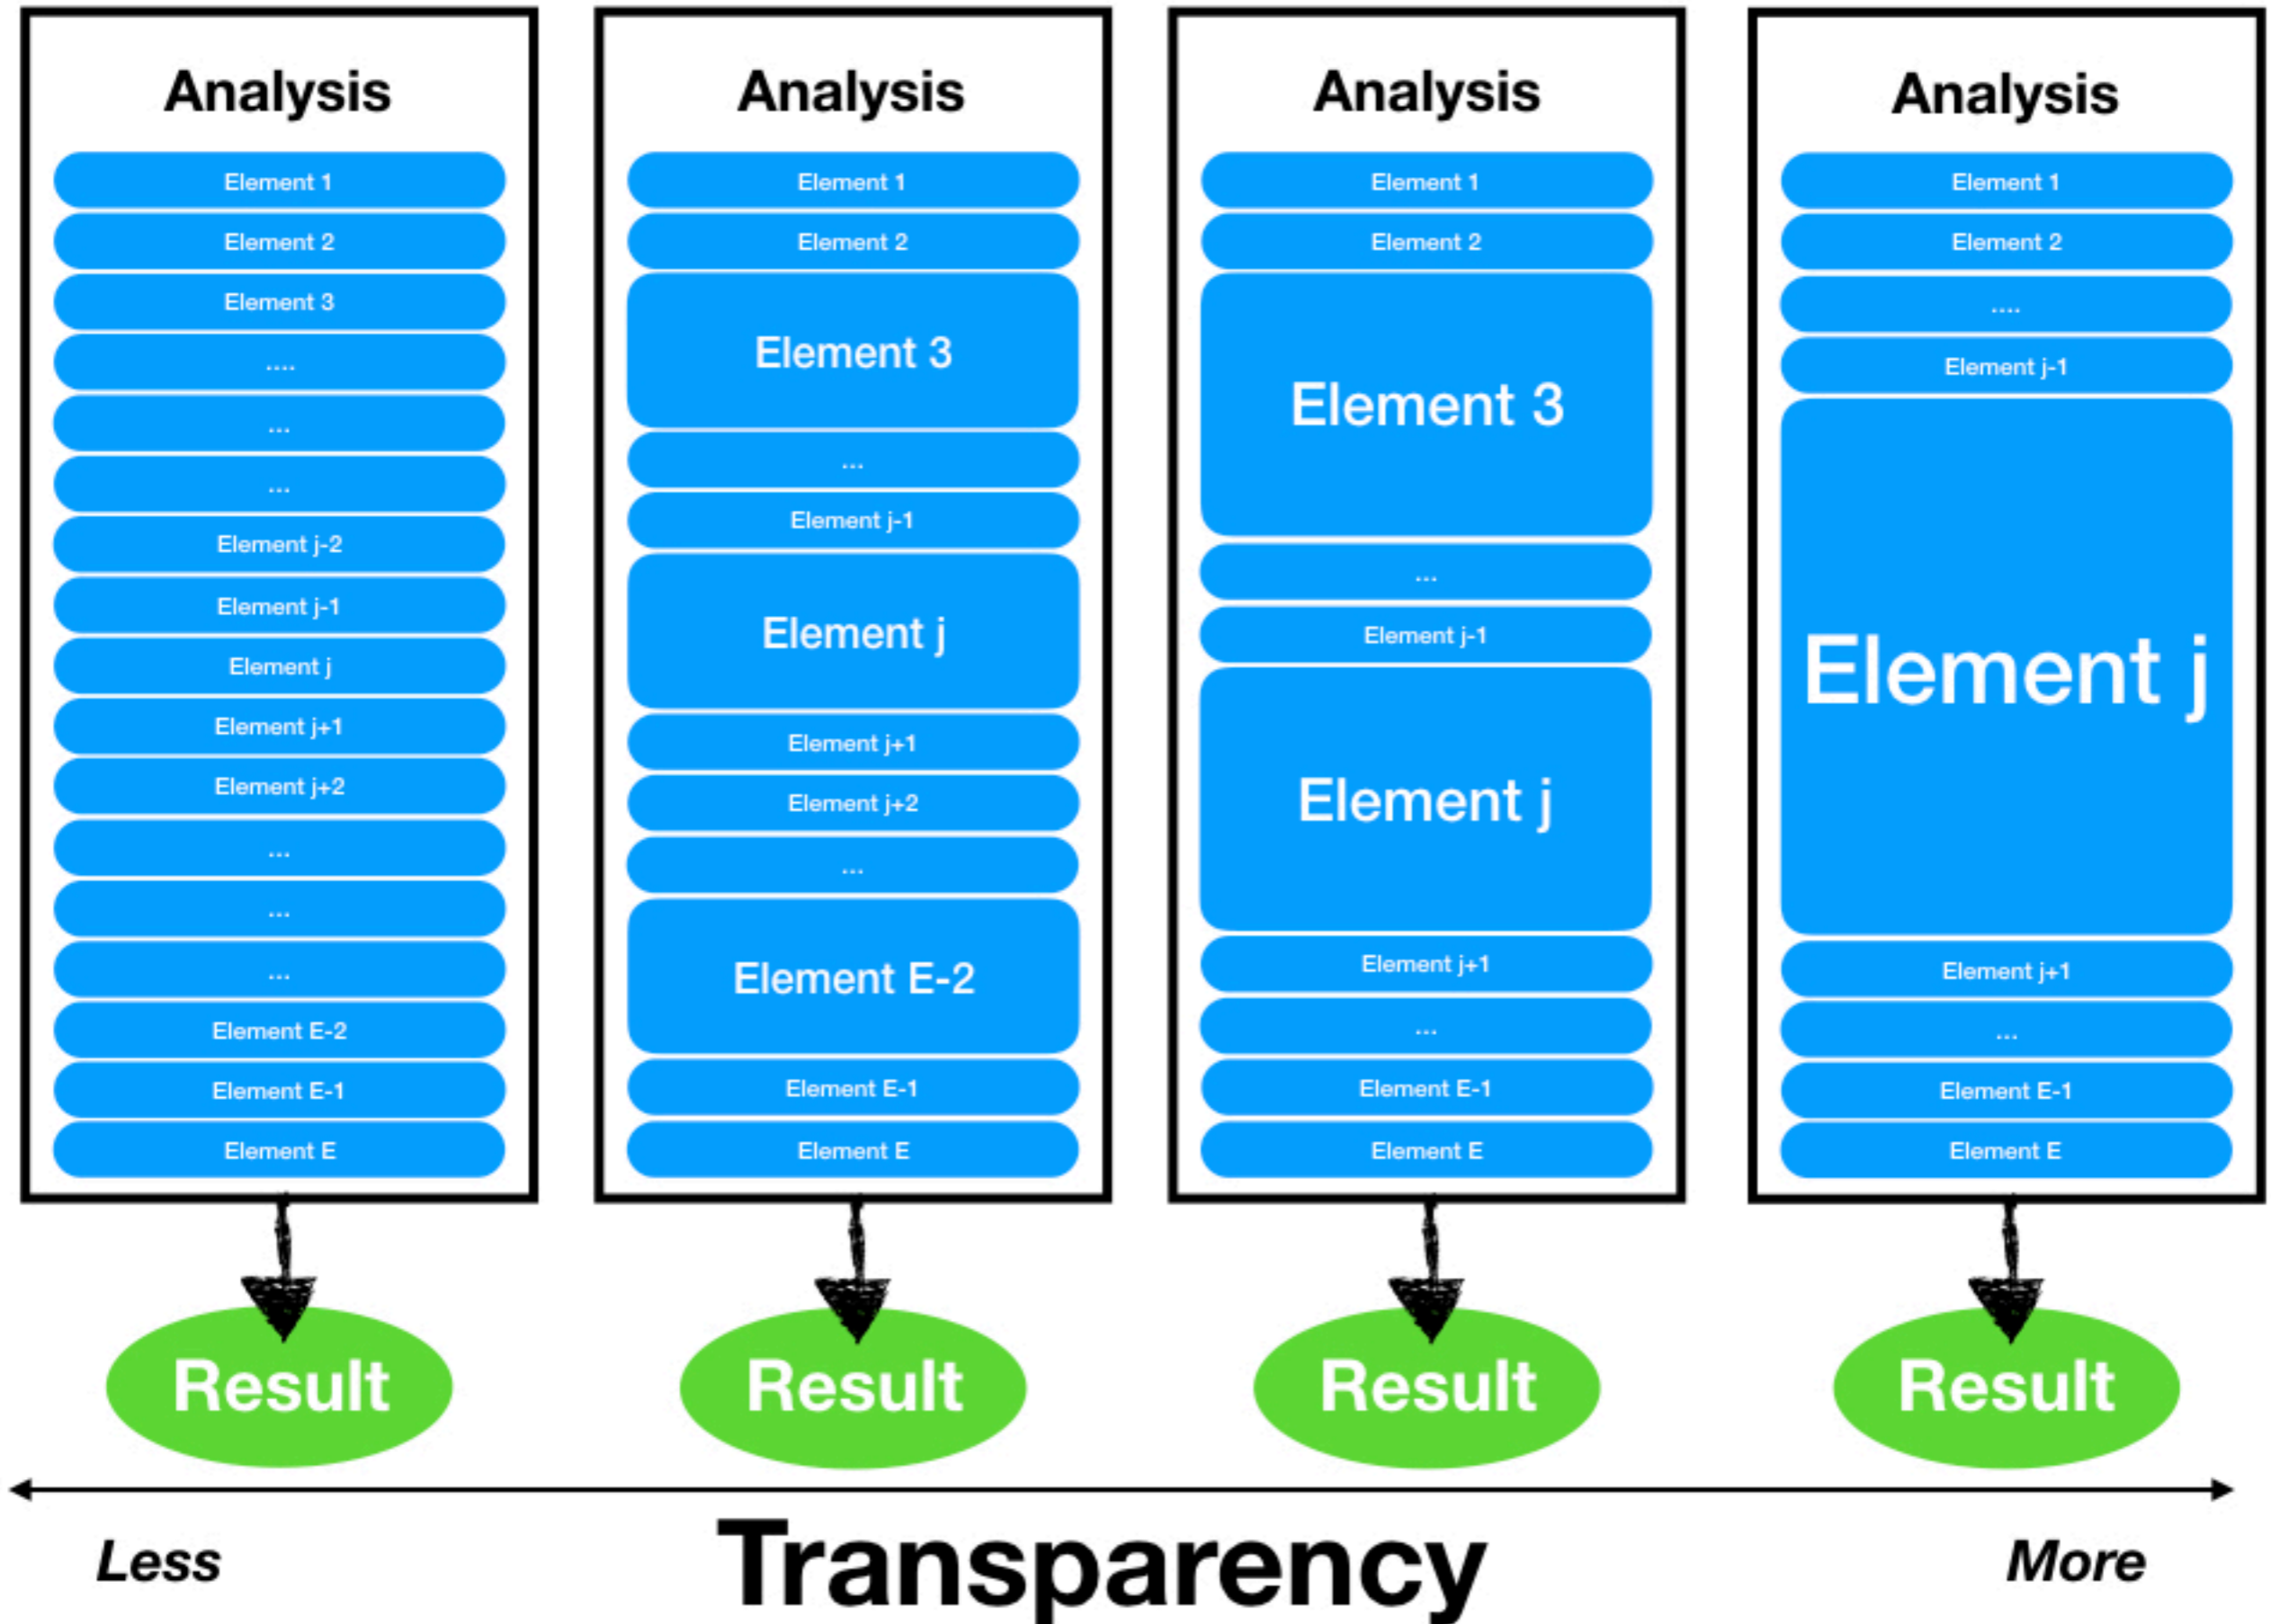 Analysis
Element 1
Element 2
Element 3
....
...
...
Element j-2
Element j-1
Element j
Element j+1
Element j+2
...
...
...
Element E-2
Element E-1
Element E
Result
Analysis
Element 1
Element 2
Element 3
...
Element j-1
Element j
Element j+1
Element j+2
...
Element E-2
Element E-1
Element E
Result
Analysis
Element 1
Element 2
Element 3
...
Element j-1
Element j
Element j+1
...
Element E-1
Element E
Result
Analysis
Element 1
Element 2
....
Element j-1
Element j
Element j+1
...
Element E-1
Element E
Result
Less
Transparency
More